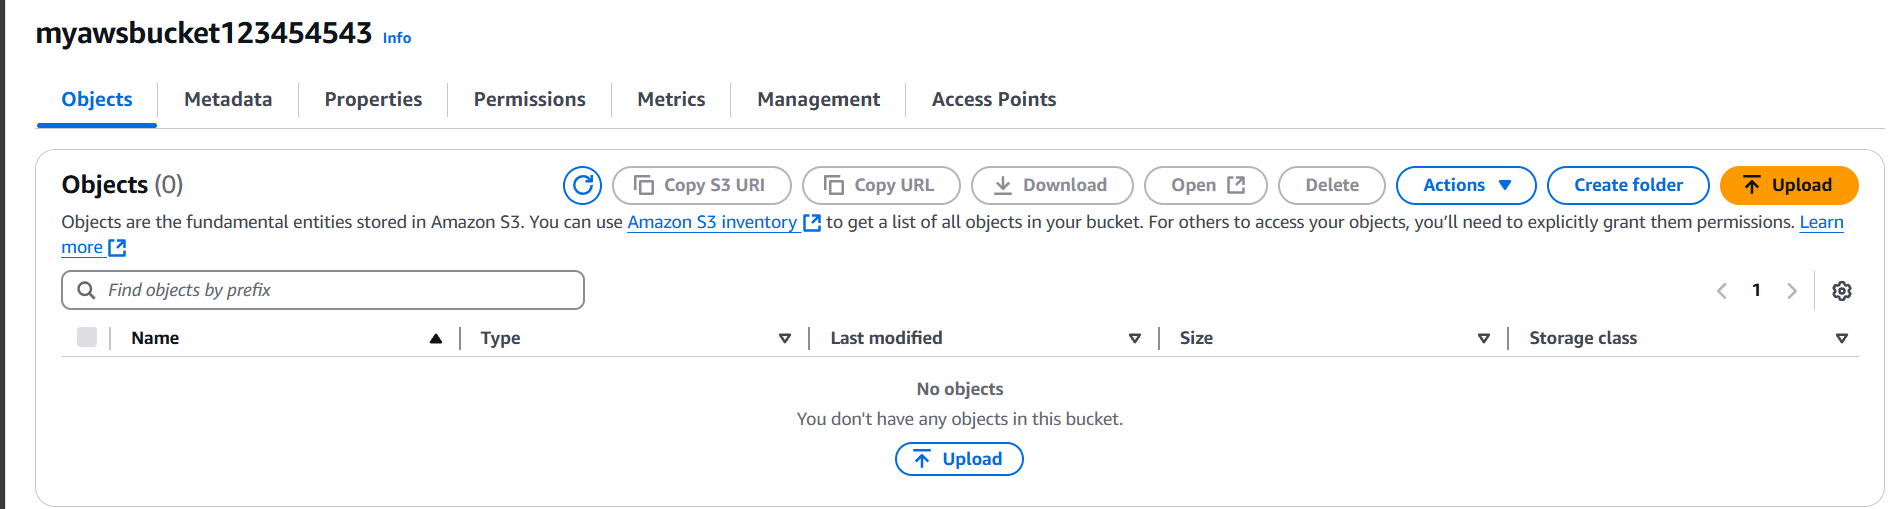 myawsbucket123454543 Info
Objects Metadata Properties Permissions Metrics Management Access Points
Objects (0) Copy S3 URI Copy URL Download Open Delete Actions Create folder Upload
Objects are the fundamental entities stored in Amazon S3. You can use Amazon S3 inventory to get a list of all objects in your bucket. For others to access your objects, you’ll need to explicitly grant them permissions. Learn
more
Find objects by prefix 1
Name Type Last modified Size Storage class
No objects
You don't have any objects in this bucket.
Upload